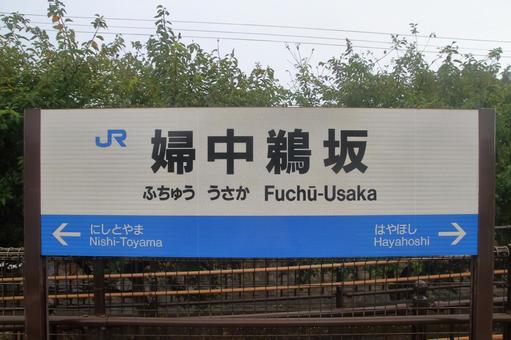 JR
婦中鵜坂
ふちゅう うさか Fuchū-Usaka
にしとやま はやほし
Nishi-Toyama Hayahoshi